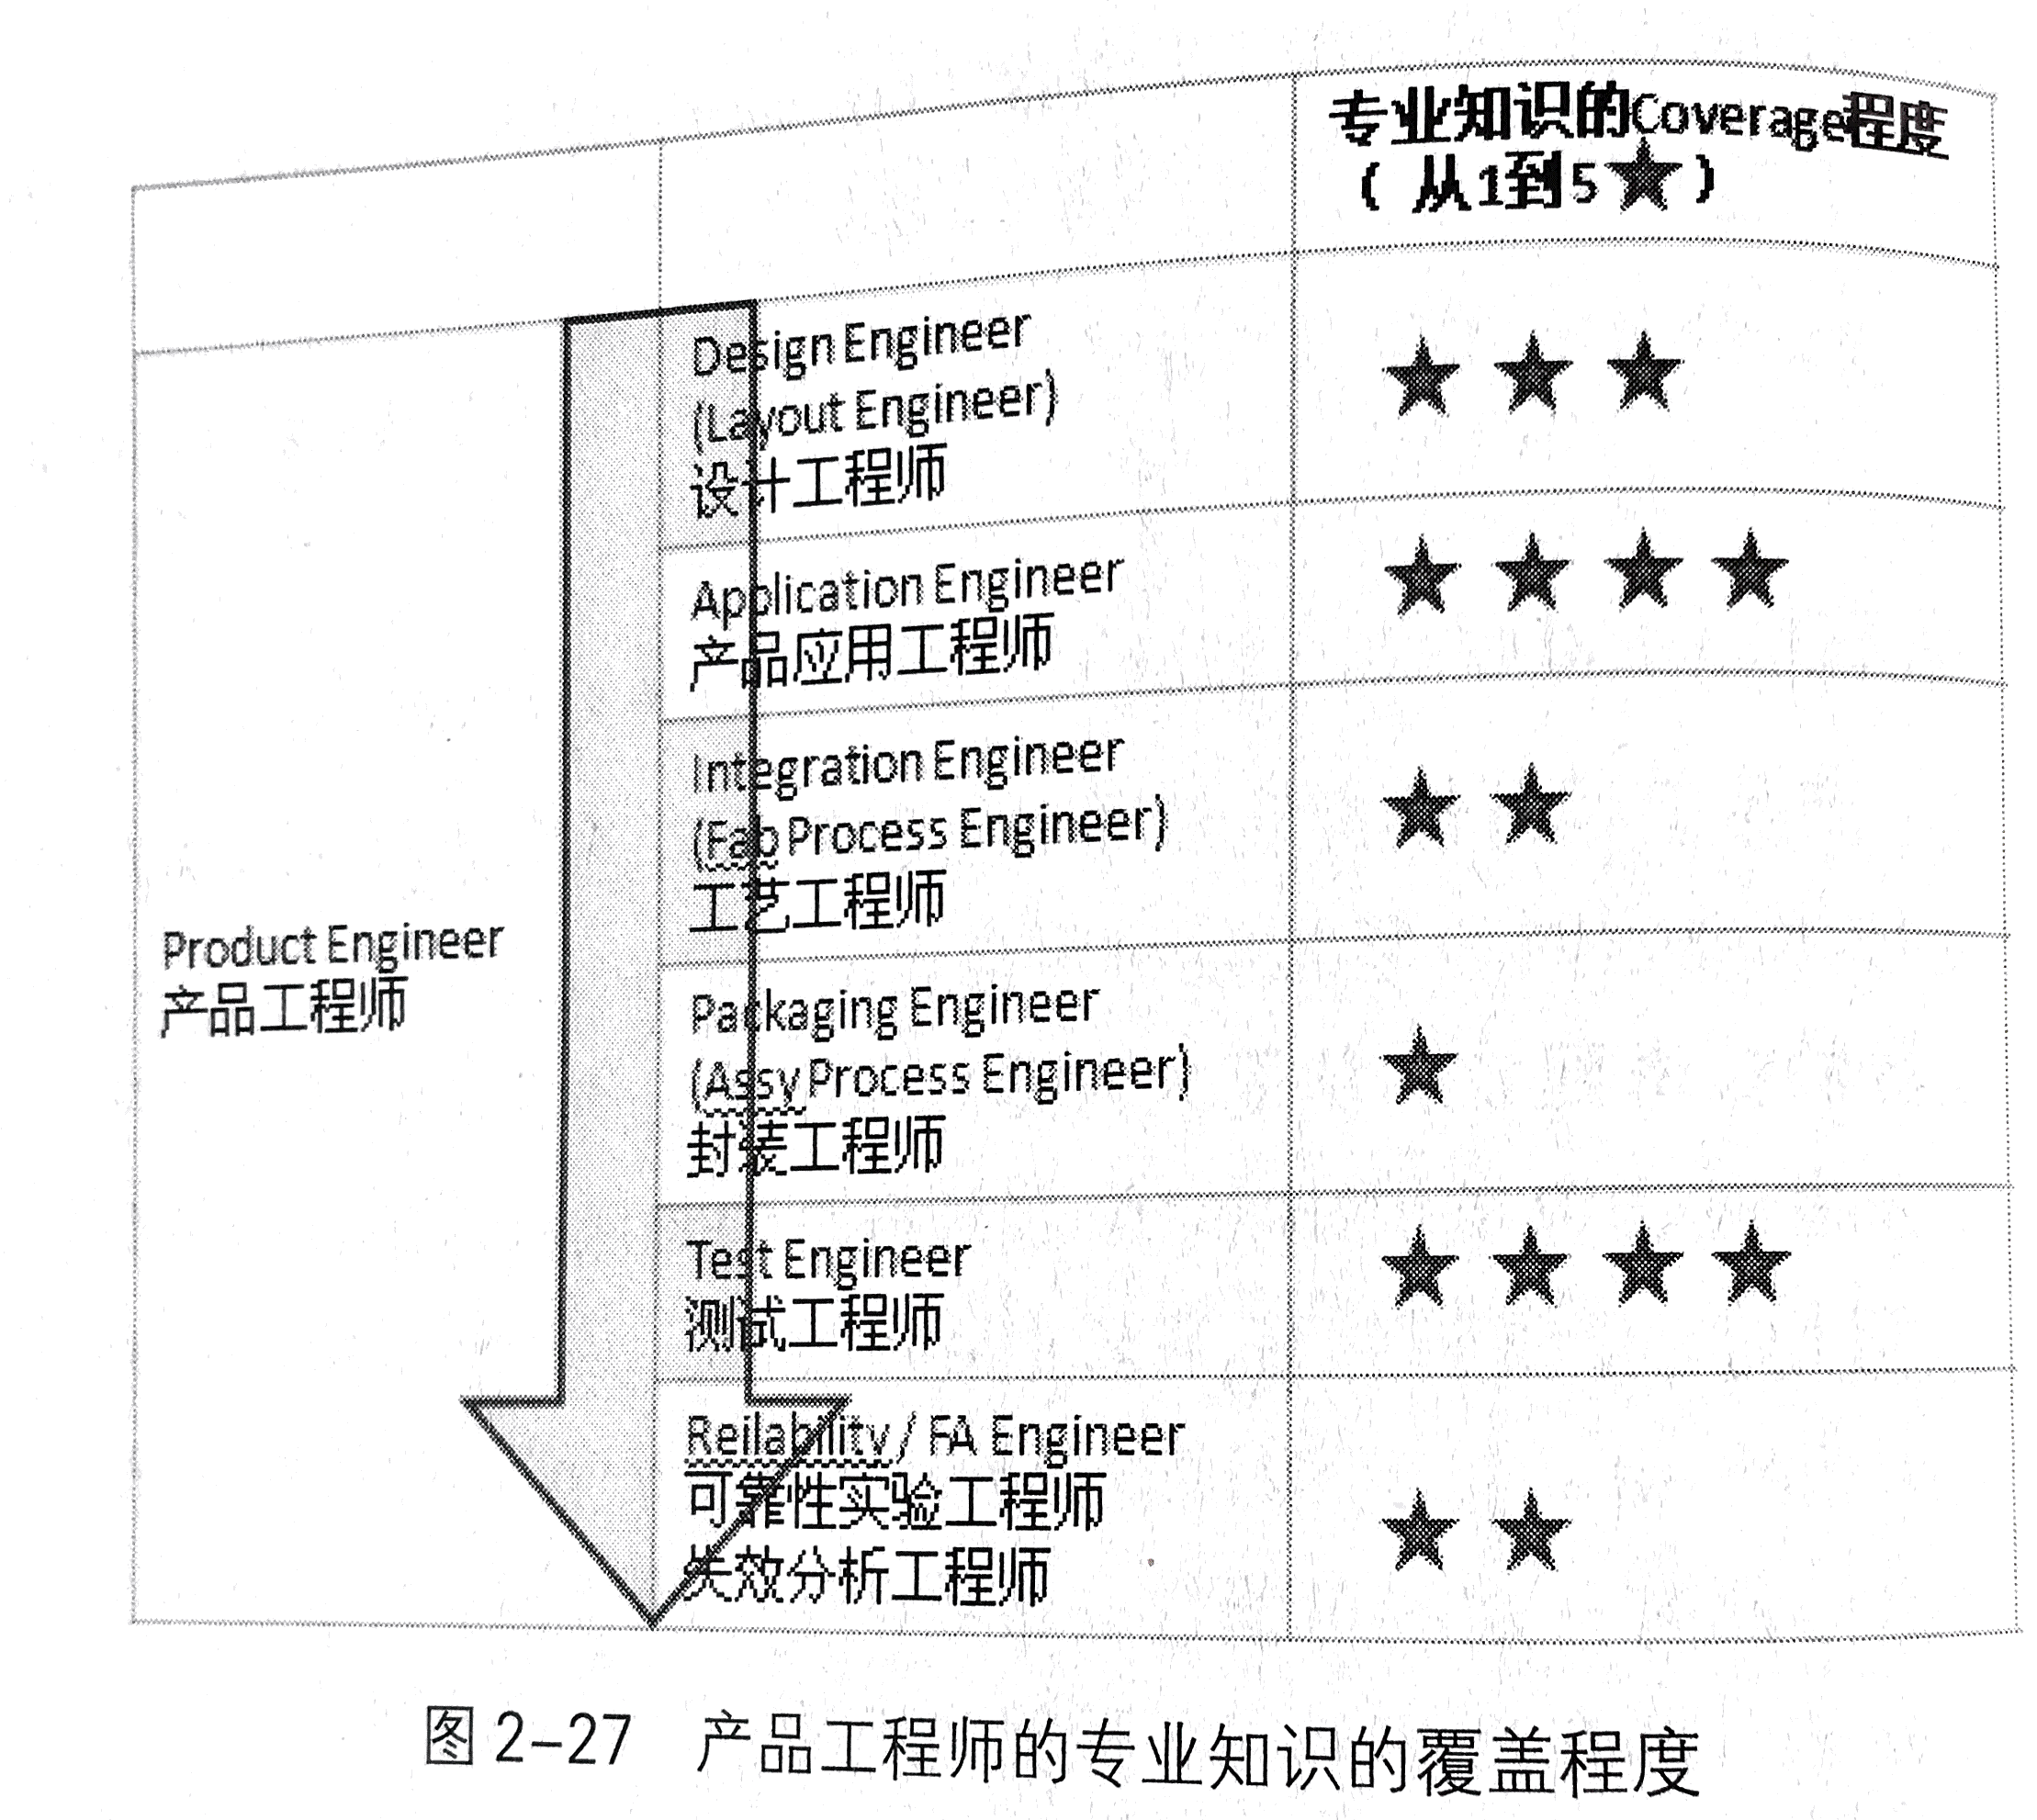 专业知识的Coverage程度
( 从1到5★)
Design Engineer
(Layout Engineer)
设计工程师
★ ★ ★
Application Engineer
产品应用工程师
★ ★ ★ ★
Integration Engineer
(Fab Process Engineer)
工艺工程师
★ ★
Product Engineer
产品工程师
Packaging Engineer
(Assy Process Engineer)
封装工程师
★
Test Engineer
测试工程师
★ ★ ★ ★
Reilability / FA Engineer
可靠性实验工程师
失效分析工程师
★ ★
图 2-27 产品工程师的专业知识的覆盖程度